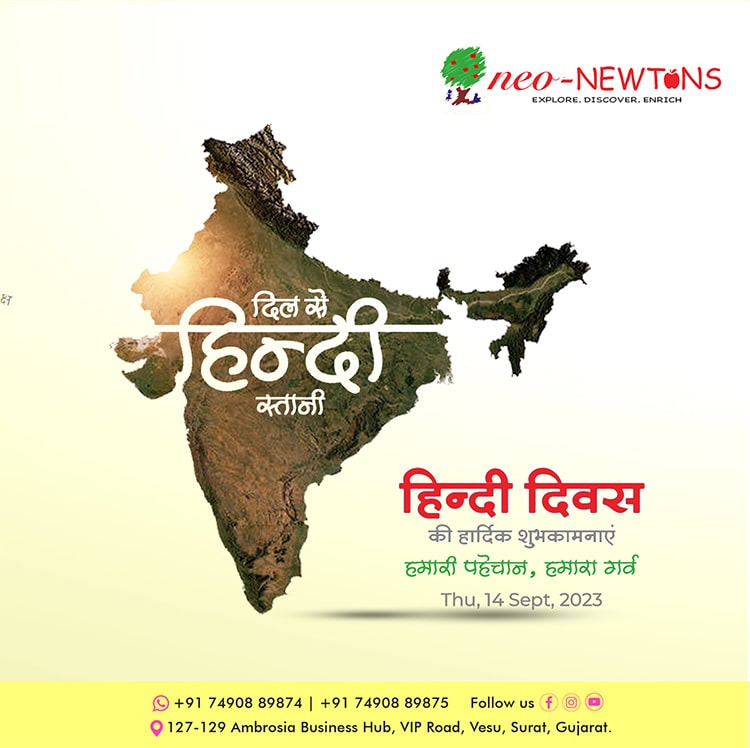 neo-NEWTONS
EXPLORE. DISCOVER. ENRICH
क्ष
दिल से
हिन्दी
स्तानी
हिन्दी दिवस
की हार्दिक शुभकामनाएं
हमारी पहेचान, हमारा गर्व
Thu, 14 Sept, 2023
+91 74908 89874 | +91 74908 89875 Follow us
127-129 Ambrosia Business Hub, VIP Road, Vesu, Surat, Gujarat.